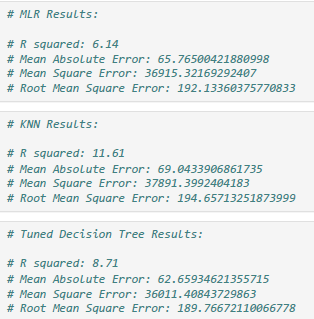 # MLR Results:
# R squared: 6.14
# Mean Absolute Error: 65.76500421880998
# Mean Square Error: 36915.32169292407
# Root Mean Square Error: 192.13360375770833
# KNN Results:
# R squared: 11.61
# Mean Absolute Error: 69.0433906861735
# Mean Square Error: 37891.3992404183
# Root Mean Square Error: 194.65713251873999
# Tuned Decision Tree Results:
# R squared: 8.71
# Mean Absolute Error: 62.65934621355715
# Mean Square Error: 36011.40843729863
# Root Mean Square Error: 189.76672110066778